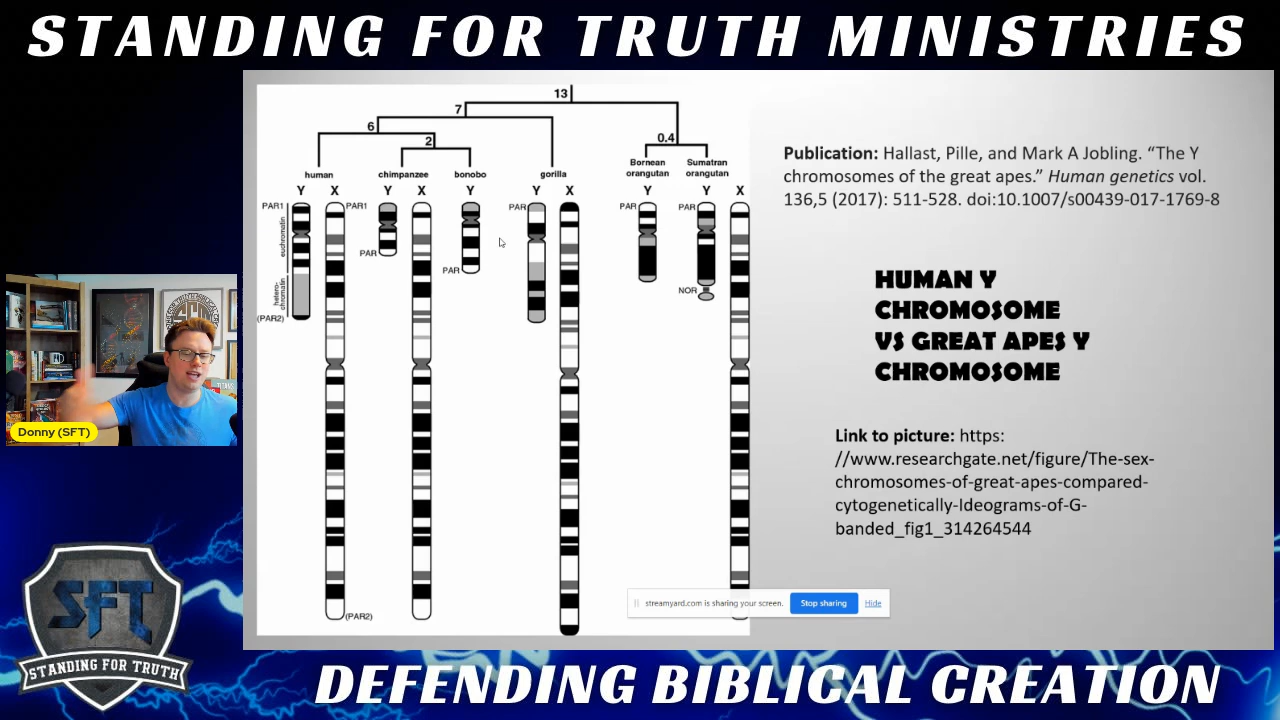 STANDING FOR TRUTH MINISTRIES
13
7
6
2
0.4
human
chimpanzee
bonobo
gorilla
Bornean
orangutan
Sumatran
orangutan
Y X Y X Y Y X Y Y X
PAR1
PAR1
PAR
PAR
PAR
PAR
PAR
euchromatin
hetero-
chromatin
(PAR2)
NOR
(PAR2)
Publication: Hallast, Pille, and Mark A Jobling. “The Y
chromosomes of the great apes.” Human genetics vol.
136,5 (2017): 511-528. doi:10.1007/s00439-017-1769-8
HUMAN Y
CHROMOSOME
VS GREAT APES Y
CHROMOSOME
Link to picture: https:
//www.researchgate.net/figure/The-sex-
chromosomes-of-great-apes-compared-
cytogenetically-Ideograms-of-G-
banded_fig1_314264544
streamyard.com is sharing your screen.
Stop sharing
Hide
Donny (SFT)
SFT
STANDING FOR TRUTH
DEFENDING BIBLICAL CREATION